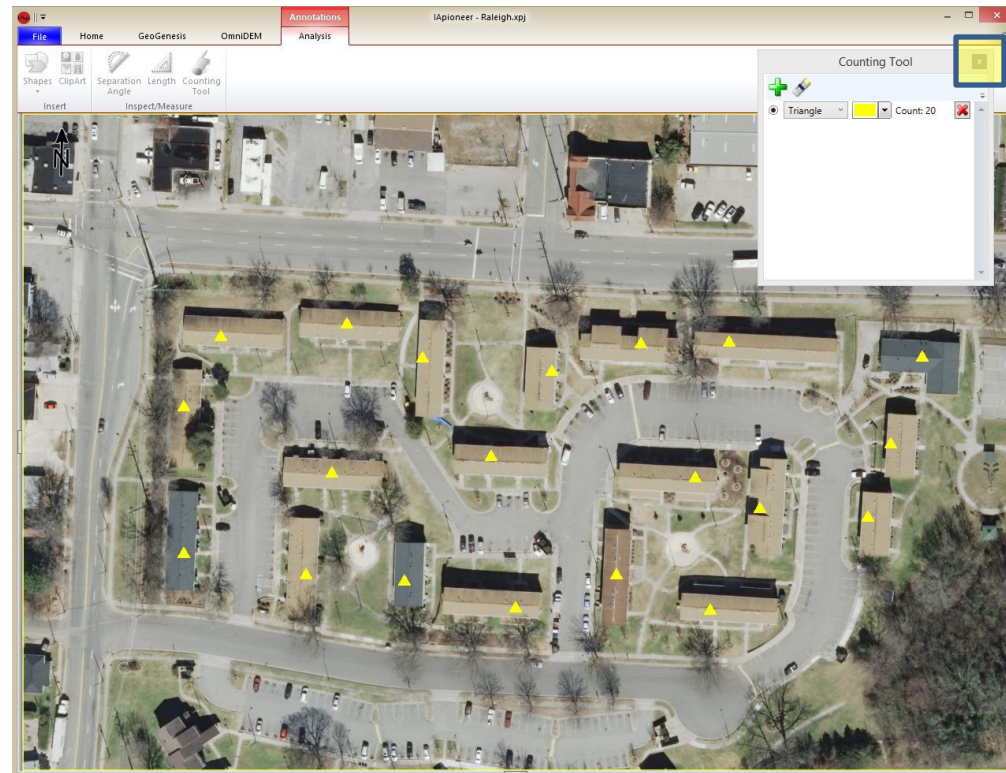 IApioneer - Raleigh.xpj
Annotations
File Home GeoGenesis OmniDEM Analysis
Shapes ClipArt Separation Angle Length Counting Tool
Insert Inspect/Measure
Counting Tool
x
Triangle Count: 20
N